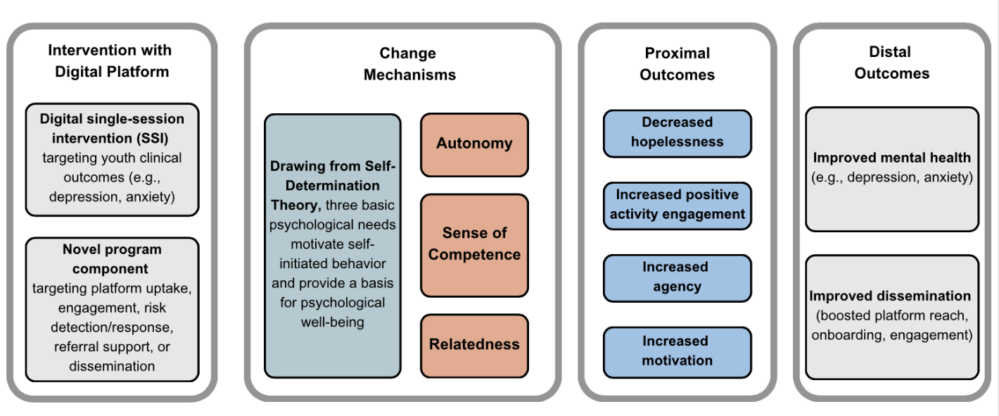 Intervention with
Digital Platform
Digital single-session
intervention (SSI)
targeting youth clinical
outcomes (e.g.,
depression, anxiety)
Novel program
component
targeting platform uptake,
engagement, risk
detection/response,
referral support, or
dissemination
Change
Mechanisms
Drawing from Self-
Determination
Theory, three basic
psychological needs
motivate self-
initiated behavior
and provide a basis
for psychological
well-being
Autonomy
Sense of
Competence
Relatedness
Proximal
Outcomes
Decreased
hopelessness
Increased positive
activity engagement
Increased
agency
Increased
motivation
Distal
Outcomes
Improved mental health
(e.g., depression, anxiety)
Improved dissemination
(boosted platform reach,
onboarding, engagement)